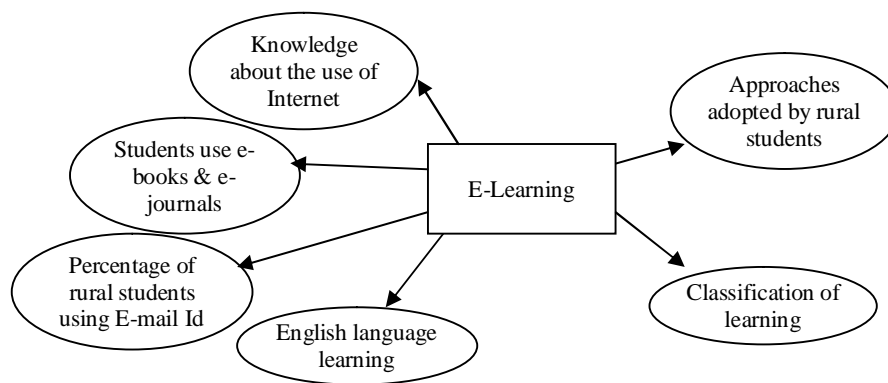 Knowledge
about the use of
Internet
Approaches
adopted by rural
students
Students use e-
books & e-
journals
E-Learning
Percentage of
rural students
using E-mail Id
English language
learning
Classification of
learning